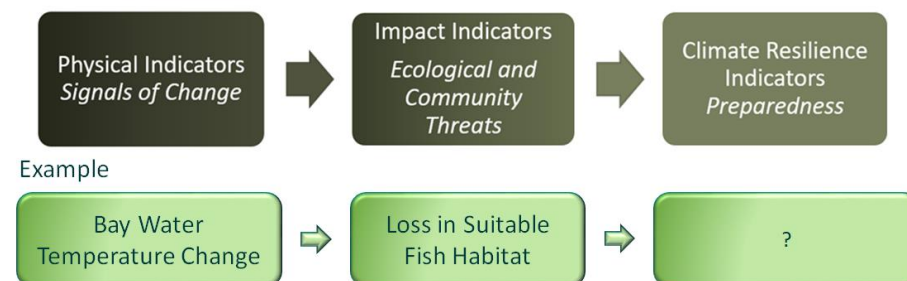 Physical Indicators
Signals of Change
Impact Indicators
Ecological and
Community
Threats
Climate Resilience
Indicators
Preparedness
Example
Bay Water
Temperature Change
Loss in Suitable
Fish Habitat
?